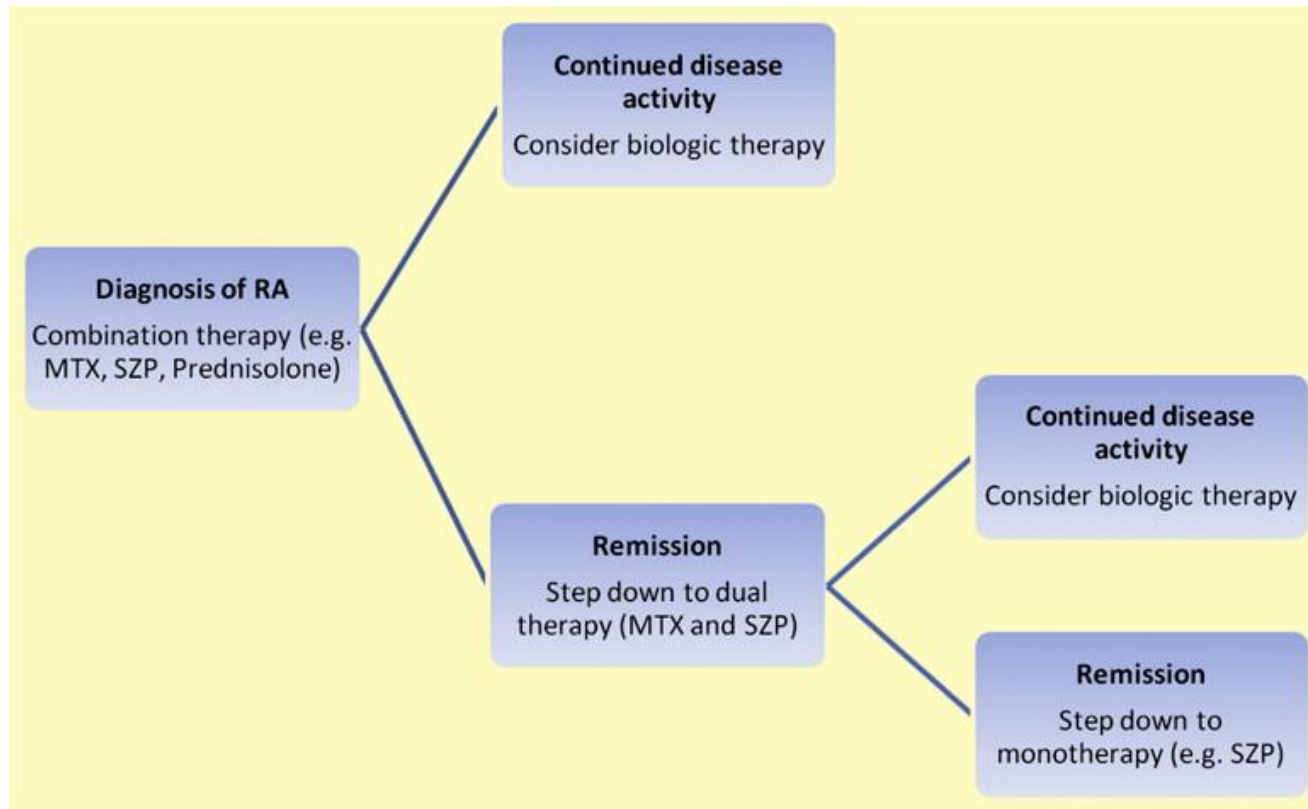 Continued disease
activity
Consider biologic therapy
Diagnosis of RA
Combination therapy (e.g.
MTX, SZP, Prednisolone)
Remission
Step down to dual
therapy (MTX and SZP)
Continued disease
activity
Consider biologic therapy
Remission
Step down to
monotherapy (e.g. SZP)